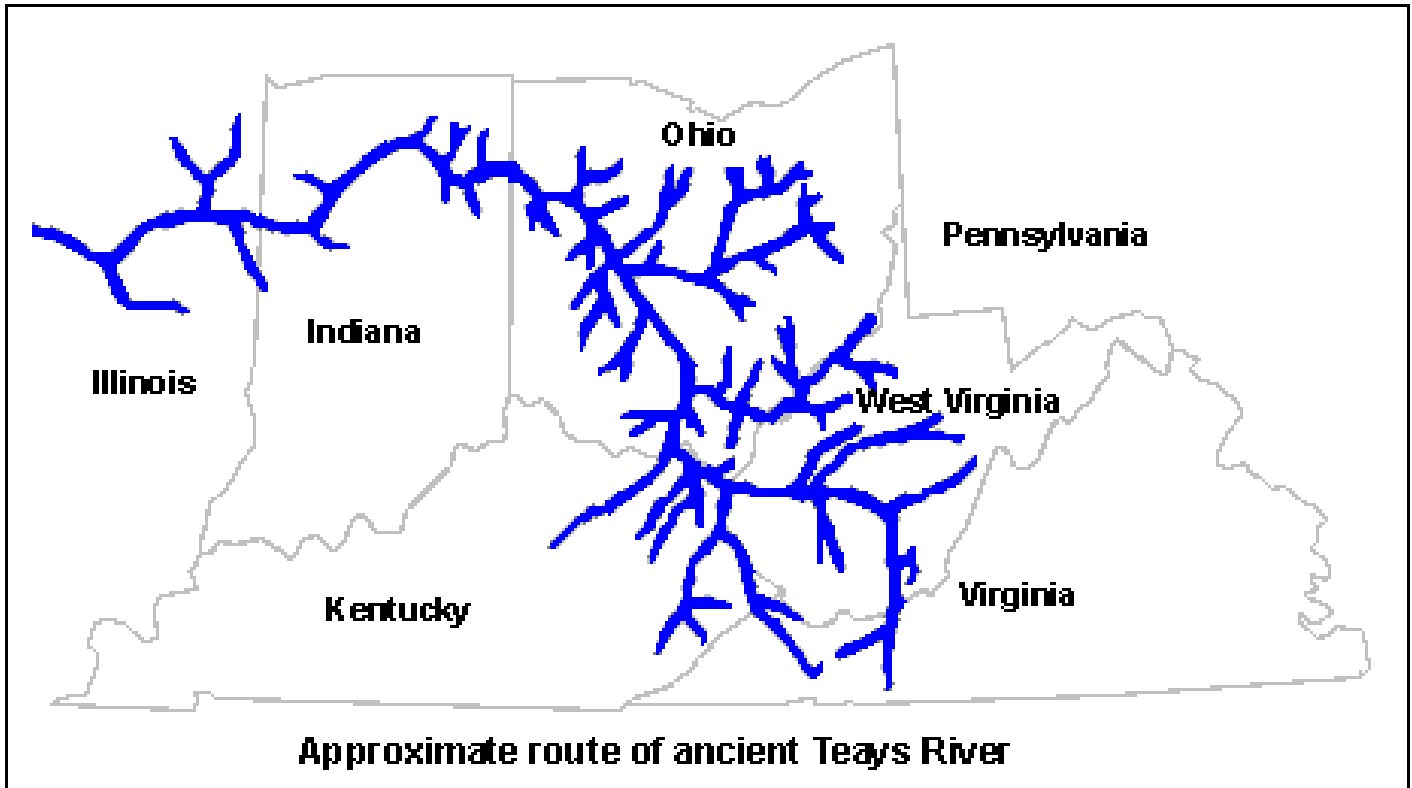 Ohio
Pennsylvania
Indiana
Illinois
West Virginia
Kentucky
Virginia
Approximate route of ancient Teays River